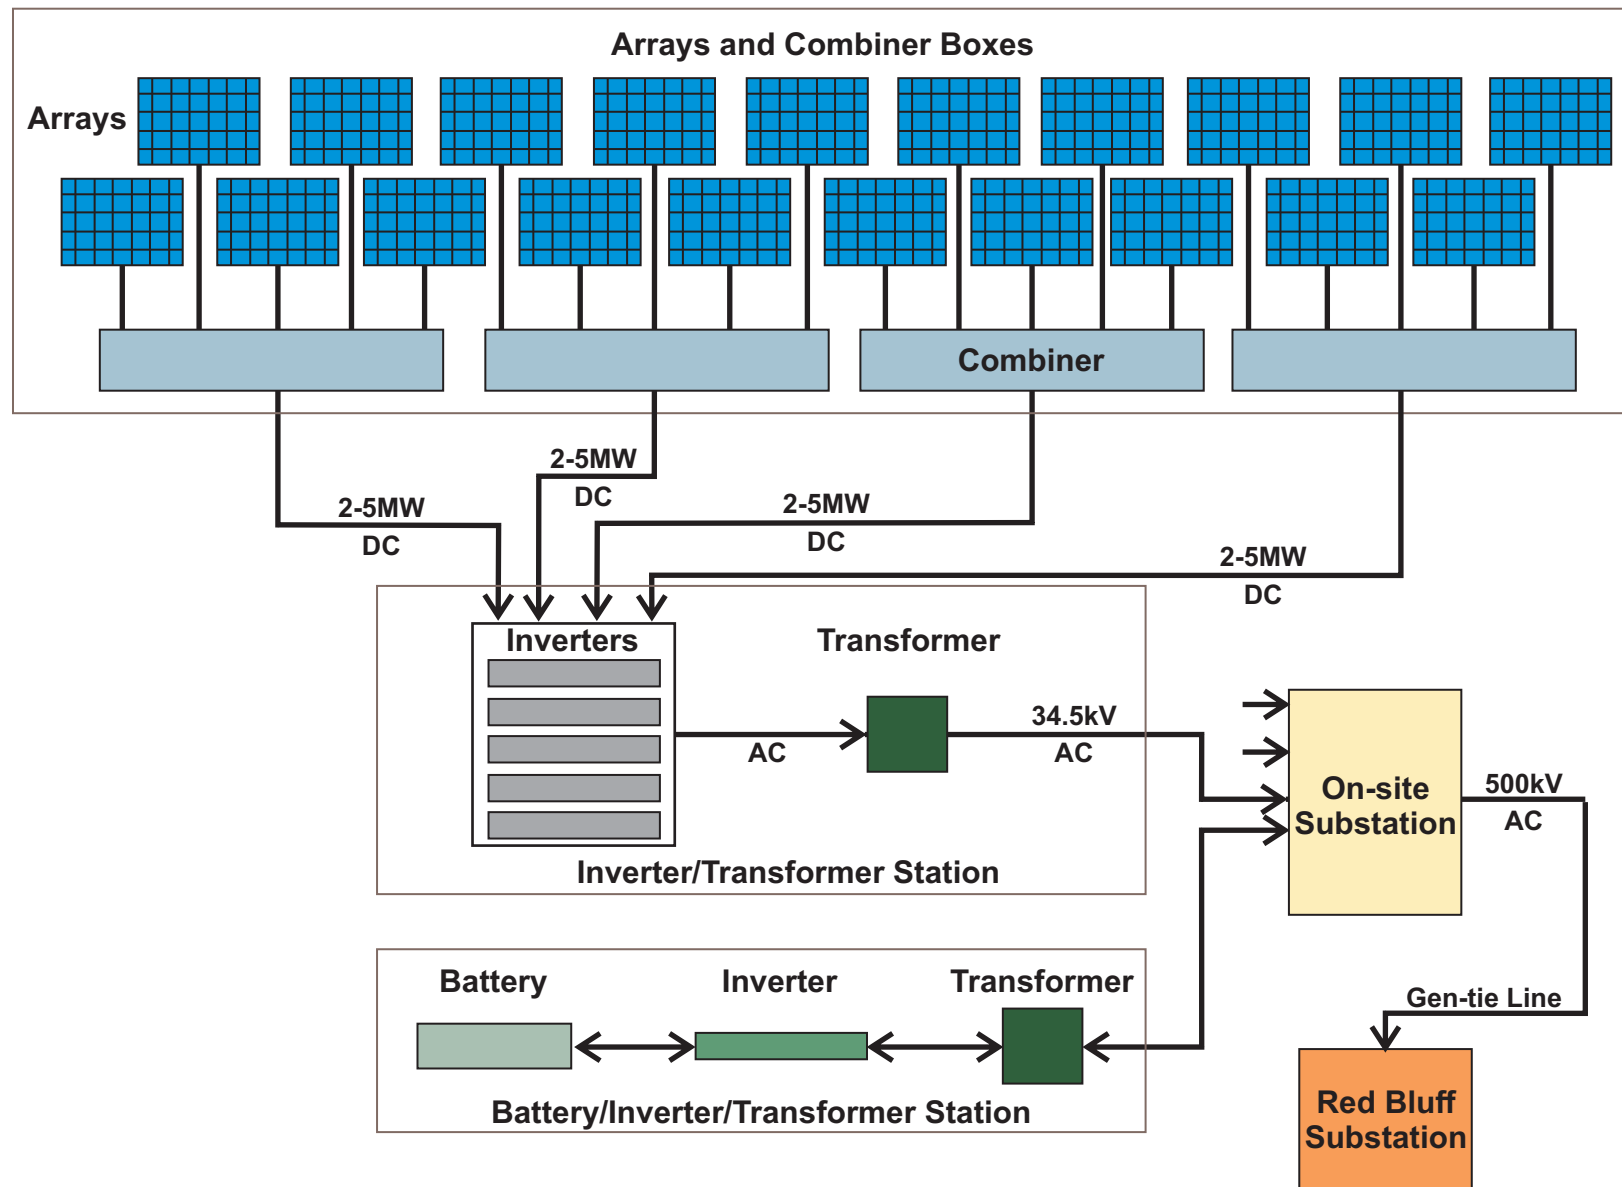 Arrays and Combiner Boxes
Arrays
Combiner
2-5MW
DC
2-5MW
DC
2-5MW
DC
2-5MW
DC
Inverters
Transformer
AC
34.5kV
AC
Inverter/Transformer Station
On-site
Substation
500kV
AC
Battery
Inverter
Transformer
Battery/Inverter/Transformer Station
Gen-tie Line
Red Bluff
Substation